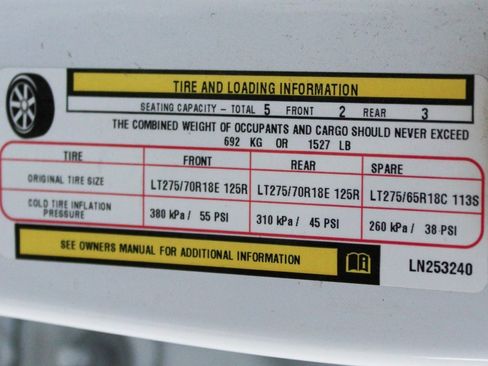 TIRE AND LOADING INFORMATION
SEATING CAPACITY - TOTAL 5 FRONT 2 REAR 3
THE COMBINED WEIGHT OF OCCUPANTS AND CARGO SHOULD NEVER EXCEED
692 KG OR 1527 LB
TIRE FRONT REAR SPARE
ORIGINAL TIRE SIZE LT275/70R18E 125R LT275/70R18E 125R LT275/65R18C 113S
COLD TIRE INFLATION PRESSURE 380 kPa / 55 PSI 310 kPa / 45 PSI 260 kPa / 38 PSI
SEE OWNERS MANUAL FOR ADDITIONAL INFORMATION
LN253240